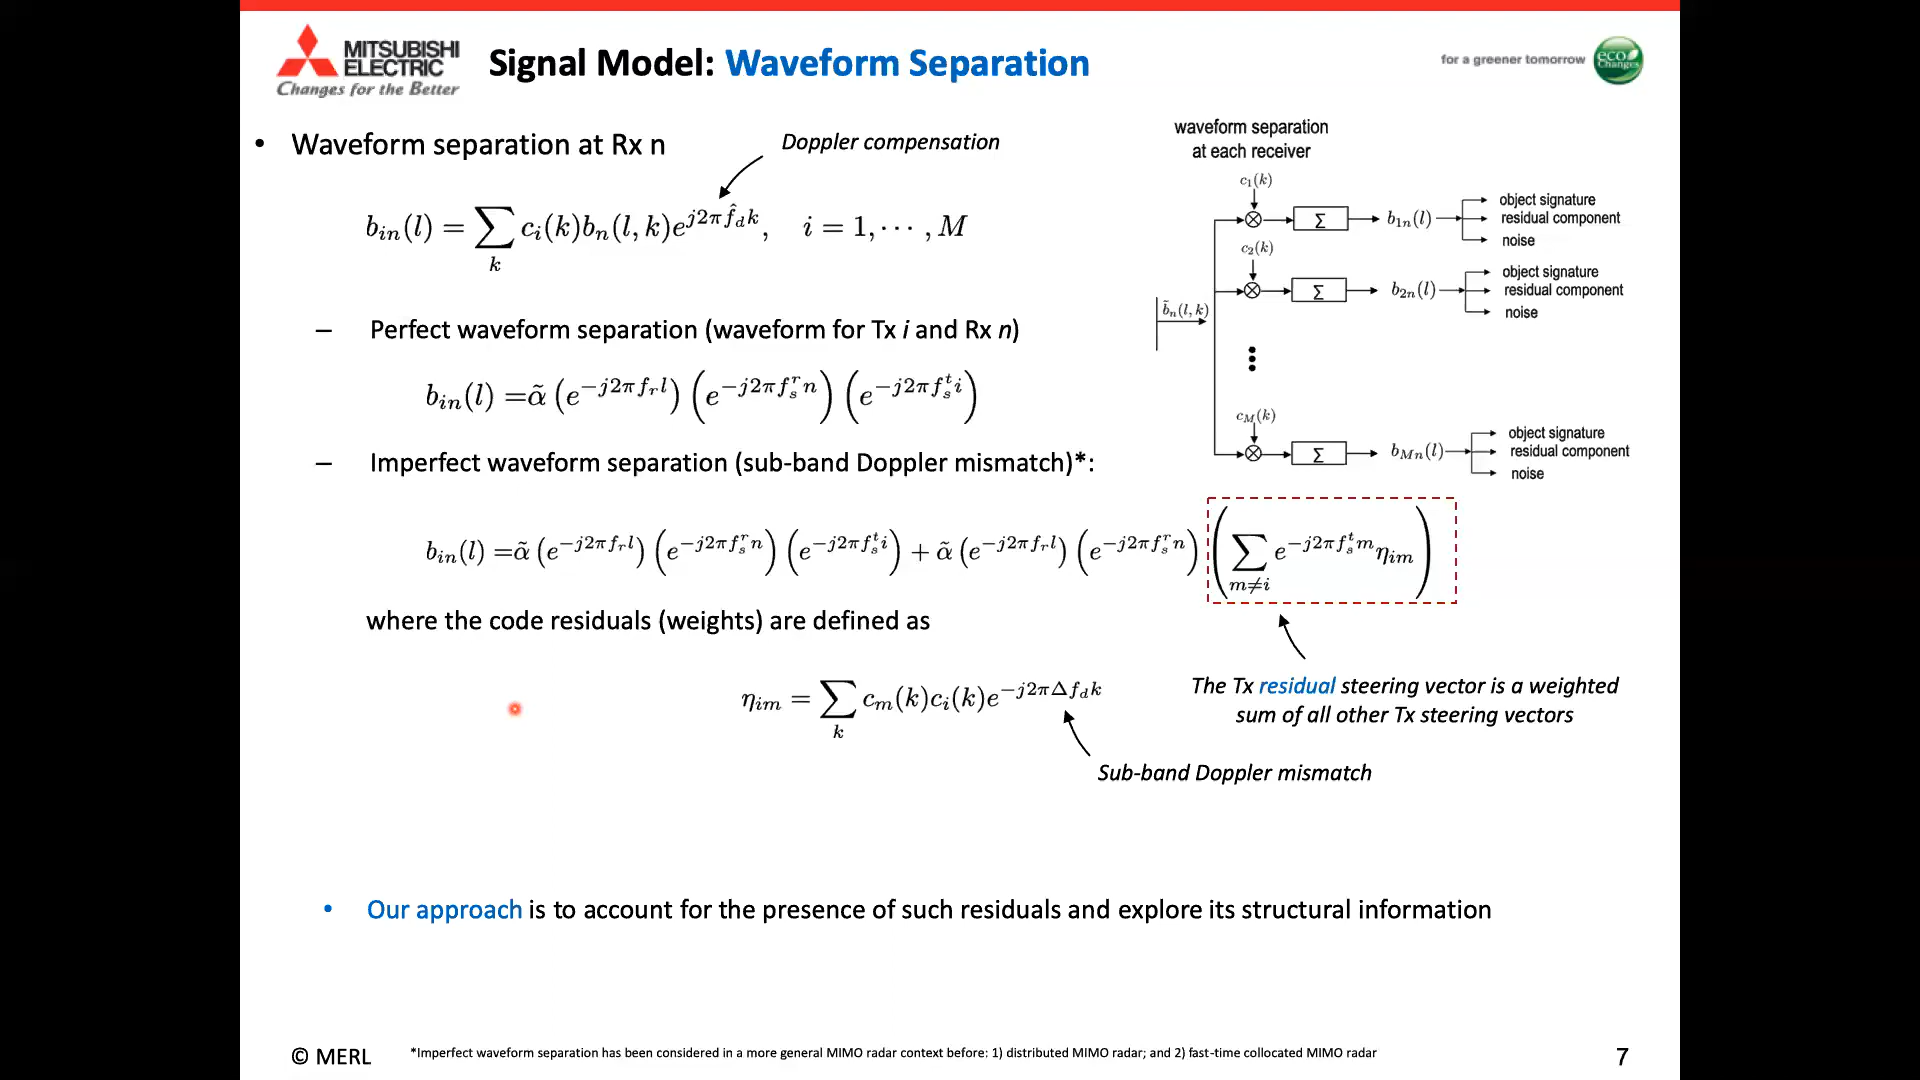 MITSUBISHI
ELECTRIC
Changes for the Better
Signal Model: Waveform Separation
for a greener tomorrow
eco
Changes
• Waveform separation at Rx n
Doppler compensation
b_{in}(l) = \sum_k c_i(k) b_n(l, k) e^{j2\pi \hat{f}_d k}, i = 1, \cdots, M
– Perfect waveform separation (waveform for Tx i and Rx n)
b_{in}(l) = \tilde{\alpha} (e^{-j2\pi f_r l}) (e^{-j2\pi f_s^r n}) (e^{-j2\pi f_s^t i})
– Imperfect waveform separation (sub-band Doppler mismatch)*:
b_{in}(l) = \tilde{\alpha} (e^{-j2\pi f_r l}) (e^{-j2\pi f_s^r n}) (e^{-j2\pi f_s^t i}) + \tilde{\alpha} (e^{-j2\pi f_r l}) (e^{-j2\pi f_s^r n}) (\sum_{m \neq i} e^{-j2\pi f_s^t m} \eta_{im})
where the code residuals (weights) are defined as
\eta_{im} = \sum_k c_m(k) c_i(k) e^{-j2\pi \Delta f_d k}
Sub-band Doppler mismatch
The Tx residual steering vector is a weighted
sum of all other Tx steering vectors
waveform separation
at each receiver
c_1(k)
Σ
b_{1n}(l)
object signature
residual component
noise
c_2(k)
Σ
b_{2n}(l)
object signature
residual component
noise
\tilde{b}_n(l, k)
c_M(k)
Σ
b_{Mn}(l)
object signature
residual component
noise
• Our approach is to account for the presence of such residuals and explore its structural information
© MERL
*Imperfect waveform separation has been considered in a more general MIMO radar context before: 1) distributed MIMO radar; and 2) fast-time collocated MIMO radar
7